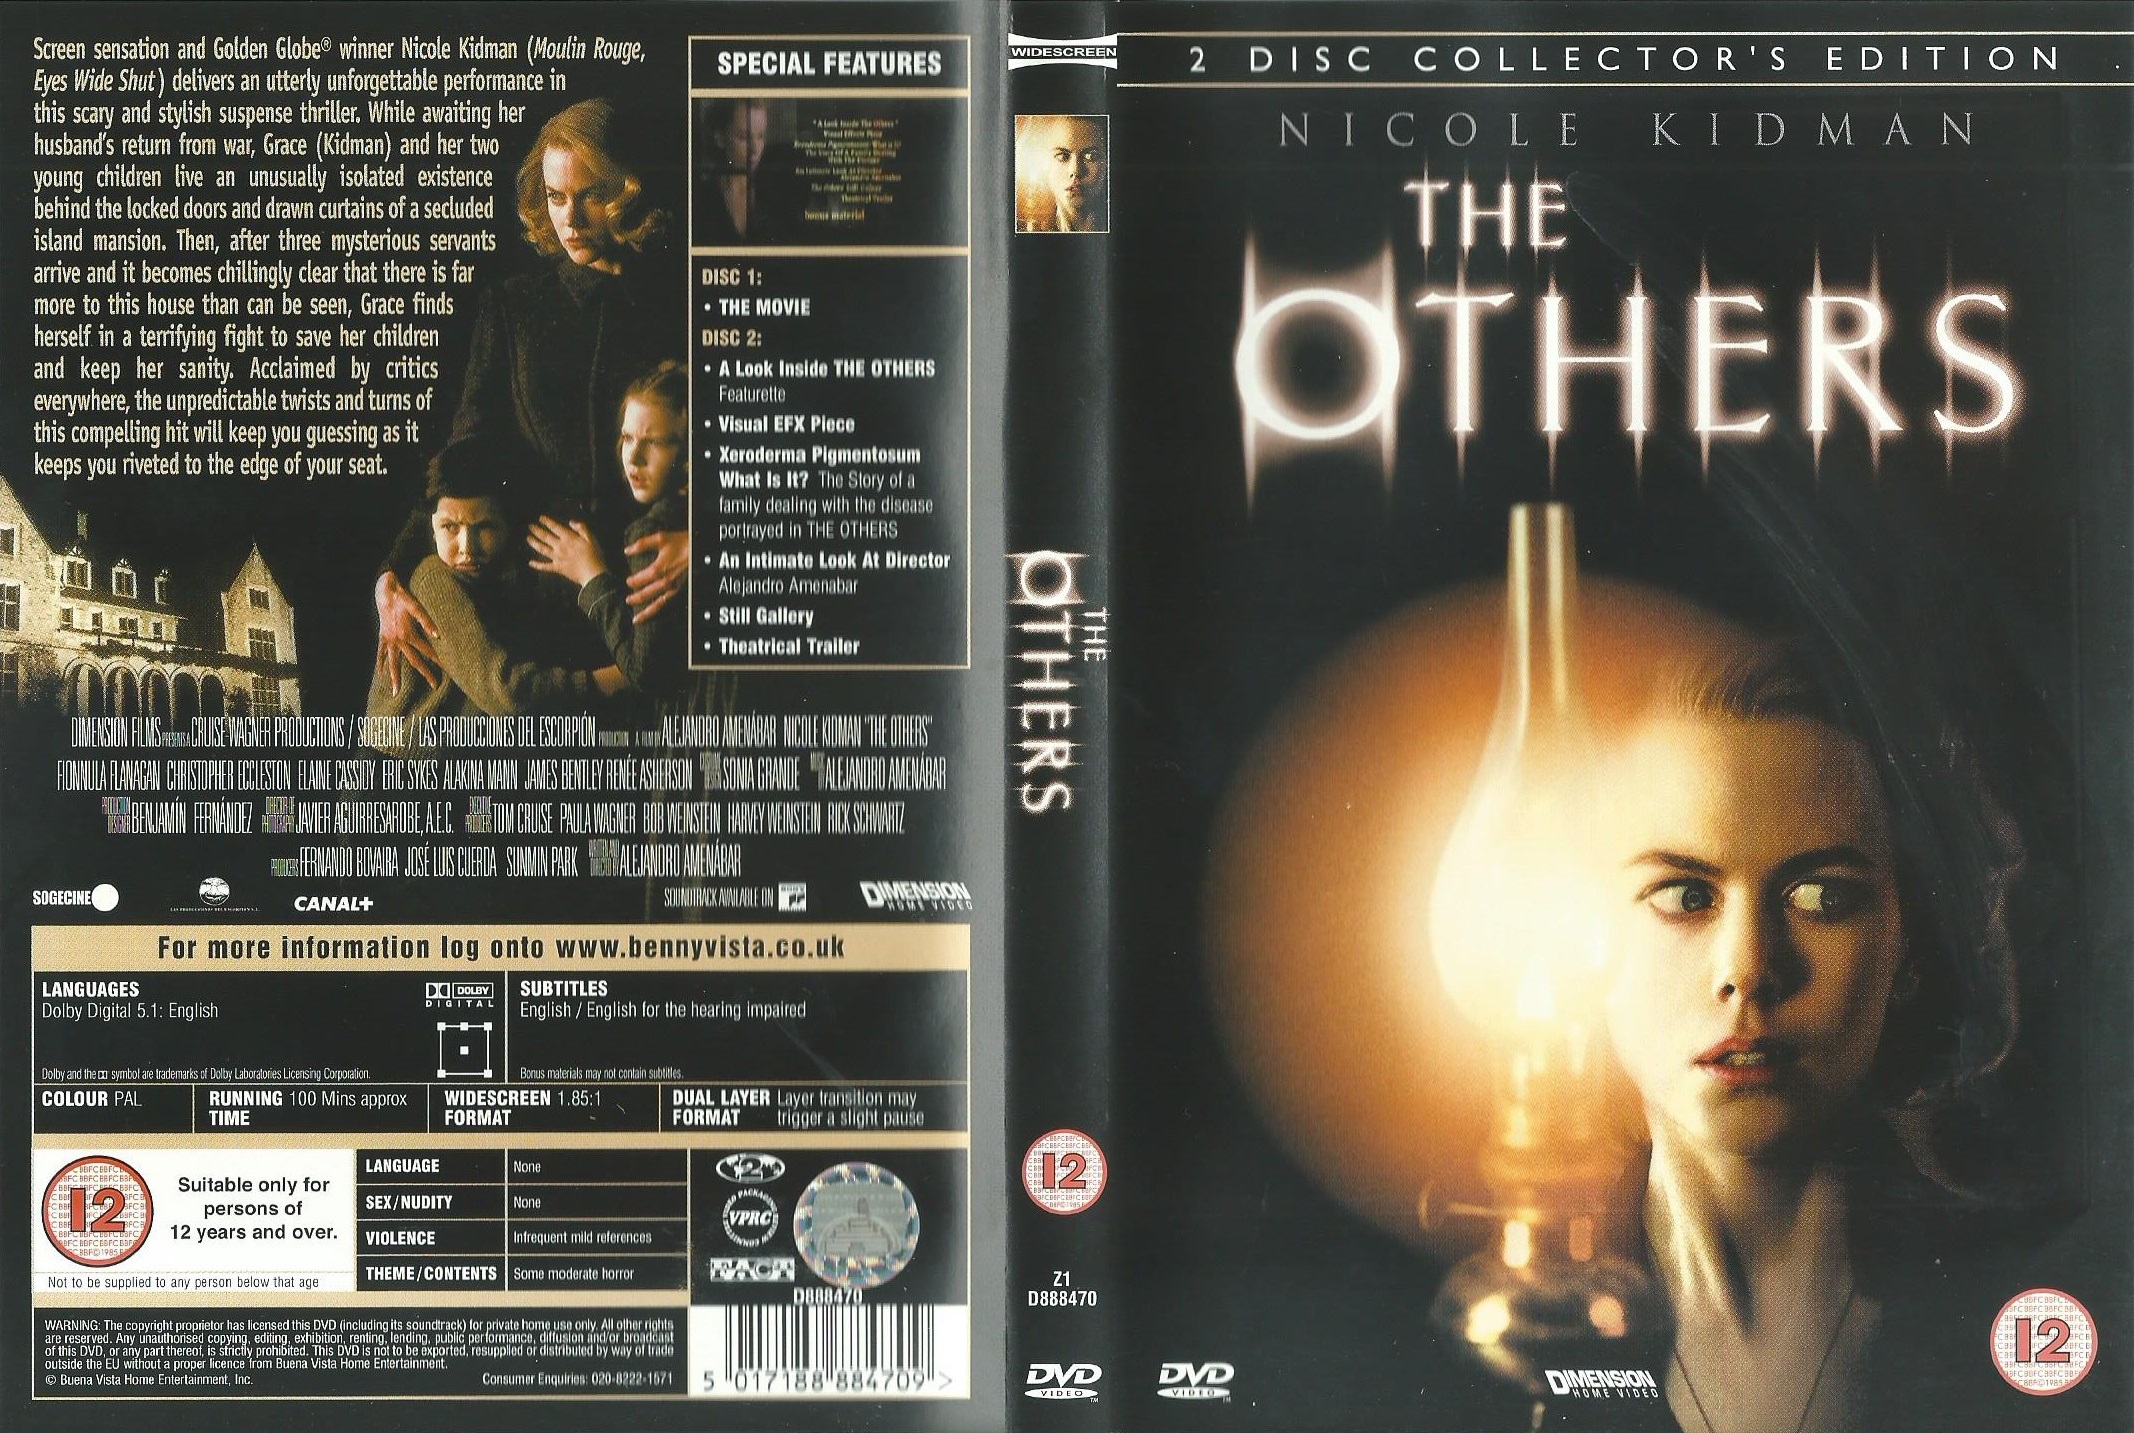 Screen sensation and Golden Globe® winner Nicole Kidman (Moulin Rouge,
Eyes Wide Shut) delivers an utterly unforgettable performance in
this scary and stylish suspense thriller. While awaiting her
husband's return from war, Grace (Kidman) and her two
young children live an unusually isolated existence
behind the locked doors and drawn curtains of a secluded
island mansion. Then, after three mysterious servants
arrive and it becomes chillingly clear that there is far
more to this house than can be seen, Grace finds
herself in a terrifying fight to save her children
and keep her sanity. Acclaimed by critics
everywhere, the unpredictable twists and turns of
this compelling hit will keep you guessing as it
keeps you riveted to the edge of your seat.
SPECIAL FEATURES
DISC 1:
• THE MOVIE
DISC 2:
• A Look Inside THE OTHERS
Featurette
• Visual EFX Piece
• Xeroderma Pigmentosum
What Is It? The Story of a
family dealing with the disease
portrayed in THE OTHERS
• An Intimate Look At Director
Alejandro Amenabar
• Still Gallery
• Theatrical Trailer
DIMENSION FILMS PRESENTS A CRUISE-WAGNER PRODUCTIONS / SOGECINE / LAS PRODUCCIONES DEL ESCORPIÓN PRODUCTION A FILM BY ALEJANDRO AMENÁBAR NICOLE KIDMAN "THE OTHERS"
FIONNULA FLANAGAN CHRISTOPHER ECCLESTON ELAINE CASSIDY ERIC SYKES ALAKINA MANN JAMES BENTLEY RENÉE ASHERSON SONIA GRANDE ALEJANDRO AMENÁBAR
PRODUCTION DESIGNER BENJAMÍN FERNÁNDEZ DIRECTOR OF PHOTOGRAPHY JAVIER AGUIRRESAROBE, A.E.C. EXECUTIVE PRODUCERS TOM CRUISE PAULA WAGNER BOB WEINSTEIN HARVEY WEINSTEIN RICK SCHWARTZ
PRODUCERS FERNANDO BOVAIRA JOSÉ LUIS CUERDA SUNMIN PARK WRITTEN AND DIRECTED BY ALEJANDRO AMENÁBAR
SOGECINE
CANAL+
SOUNDTRACK AVAILABLE ON SONY
DIMENSION
HOME VIDEO
For more information log onto www.bennyvista.co.uk
LANGUAGES
Dolby Digital 5.1: English
DOLBY
DIGITAL
Dolby and the symbol are trademarks of Dolby Laboratories Licensing Corporation.
SUBTITLES
English / English for the hearing impaired
Bonus materials may not contain subtitles.
COLOUR PAL
RUNNING 100 Mins approx
TIME
WIDESCREEN 1.85:1
FORMAT
DUAL LAYER Layer transition may
FORMAT trigger a slight pause
12
Suitable only for
persons of
12 years and over.
Not to be supplied to any person below that age
LANGUAGE None
SEX/NUDITY None
VIOLENCE Infrequent mild references
THEME/CONTENTS Some moderate horror
2
VPRC
FACT
D888470
WARNING: The copyright proprietor has licensed this DVD (including its soundtrack) for private home use only. All other rights
are reserved. Any unauthorised copying, editing, exhibition, renting, lending, public performance, diffusion and/or broadcast
of this DVD, or any part thereof, is strictly prohibited. This DVD is not to be exported, resupplied or distributed by way of trade
outside the EU without a proper licence from Buena Vista Home Entertainment.
© Buena Vista Home Entertainment, Inc.
Consumer Enquiries: 020-8222-1571
5 017188 884709 >
WIDESCREEN
THE
OTHERS
12
Z1
D888470
DVD
VIDEO
TM
2 DISC COLLECTOR'S EDITION
NICOLE KIDMAN
THE
OTHERS
DVD
VIDEO
TM
DIMENSION
HOME VIDEO
12